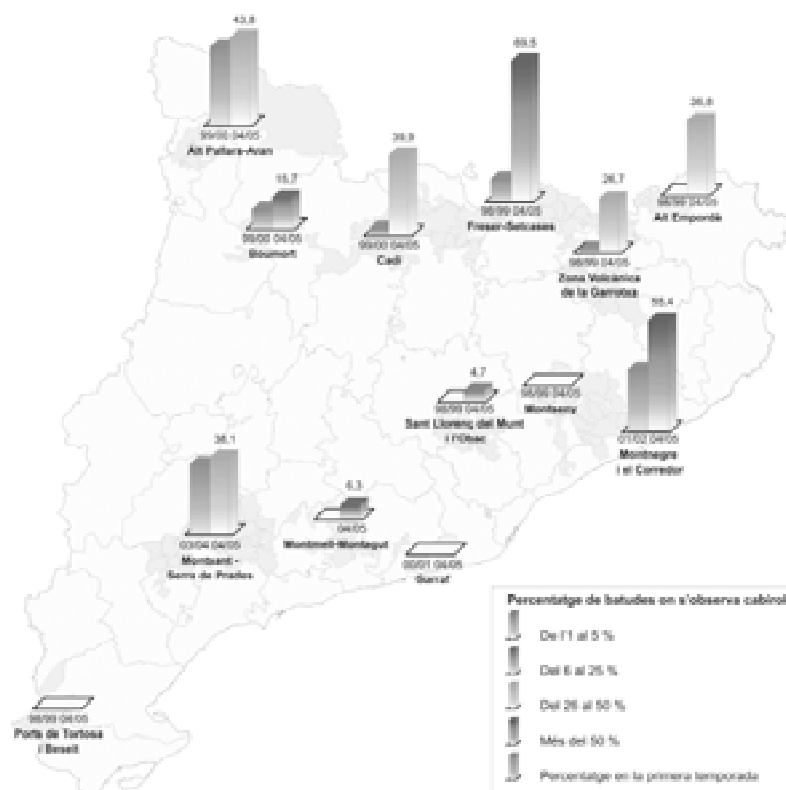 43,8
99/00 04/05
Alt Pallars-Aran
15,7
99/00 04/05
Boumort
39,9
99/00 04/05
Cadí
69,5
98/99 04/05
Freser-Setcases
26,7
98/99 04/05
Zona Volcànica
de la Garrotxa
36,8
98/99 04/05
Alt Empordà
4,7
98/99 04/05
Sant Llorenç del Munt
i l'Obac
98/99 04/05
Montseny
55,4
01/02 04/05
Montnegre
i el Corredor
38,1
03/04 04/05
Montsant -
Serra de Prades
6,3
04/05
Montmell-Montagut
00/01 04/05
Garraf
98/99 04/05
Ports de Tortosa
i Beseit
Percentatge de batudes on s'observa cabirol
De l'1 al 5 %
Del 6 al 25 %
Del 26 al 50 %
Més del 50 %
Percentatge en la primera temporada